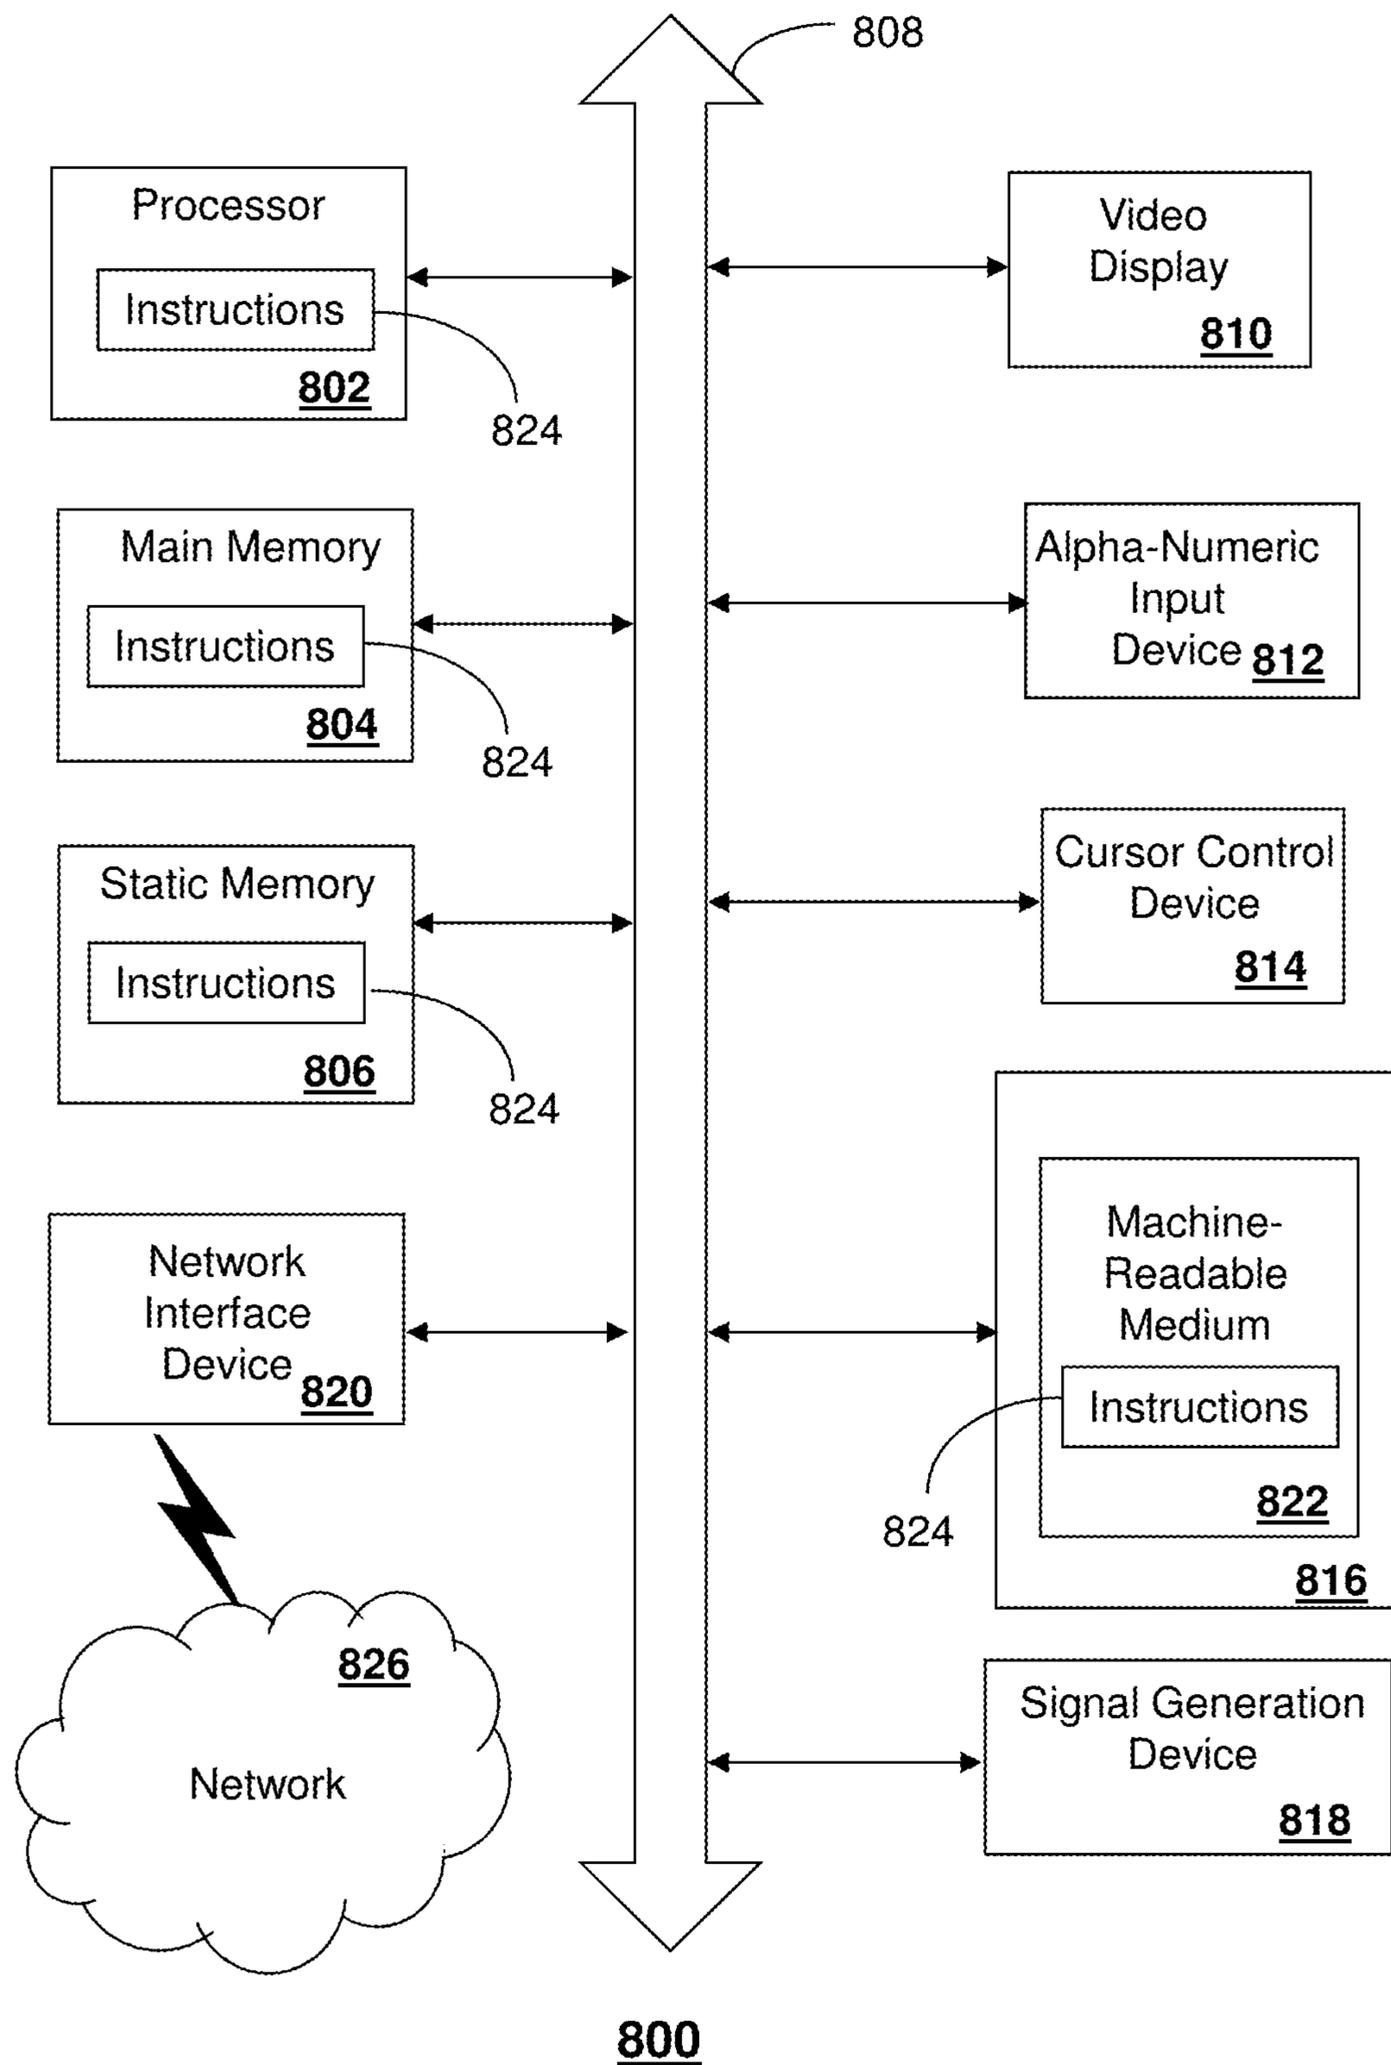 808
Processor
Instructions
802
824
Video
Display
810
Main Memory
Instructions
804
824
Alpha-Numeric
Input
Device 812
Static Memory
Instructions
806
824
Cursor Control
Device
814
Network
Interface
Device 820
Machine-
Readable
Medium
Instructions
822
824
816
826
Network
Signal Generation
Device
818
800